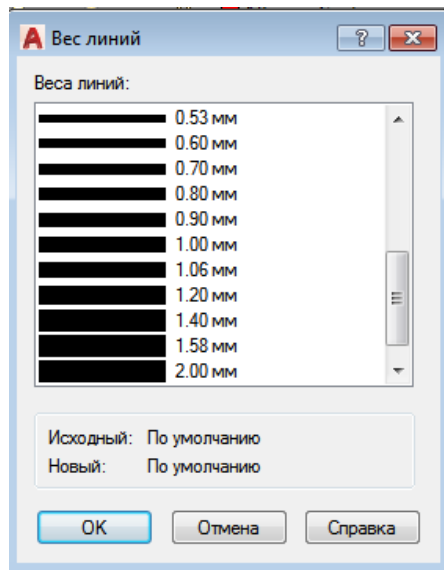 Вес линий
Веса линий:
0.53 мм
0.60 мм
0.70 мм
0.80 мм
0.90 мм
1.00 мм
1.06 мм
1.20 мм
1.40 мм
1.58 мм
2.00 мм
Исходный: По умолчанию
Новый: По умолчанию
OK Отмена Справка